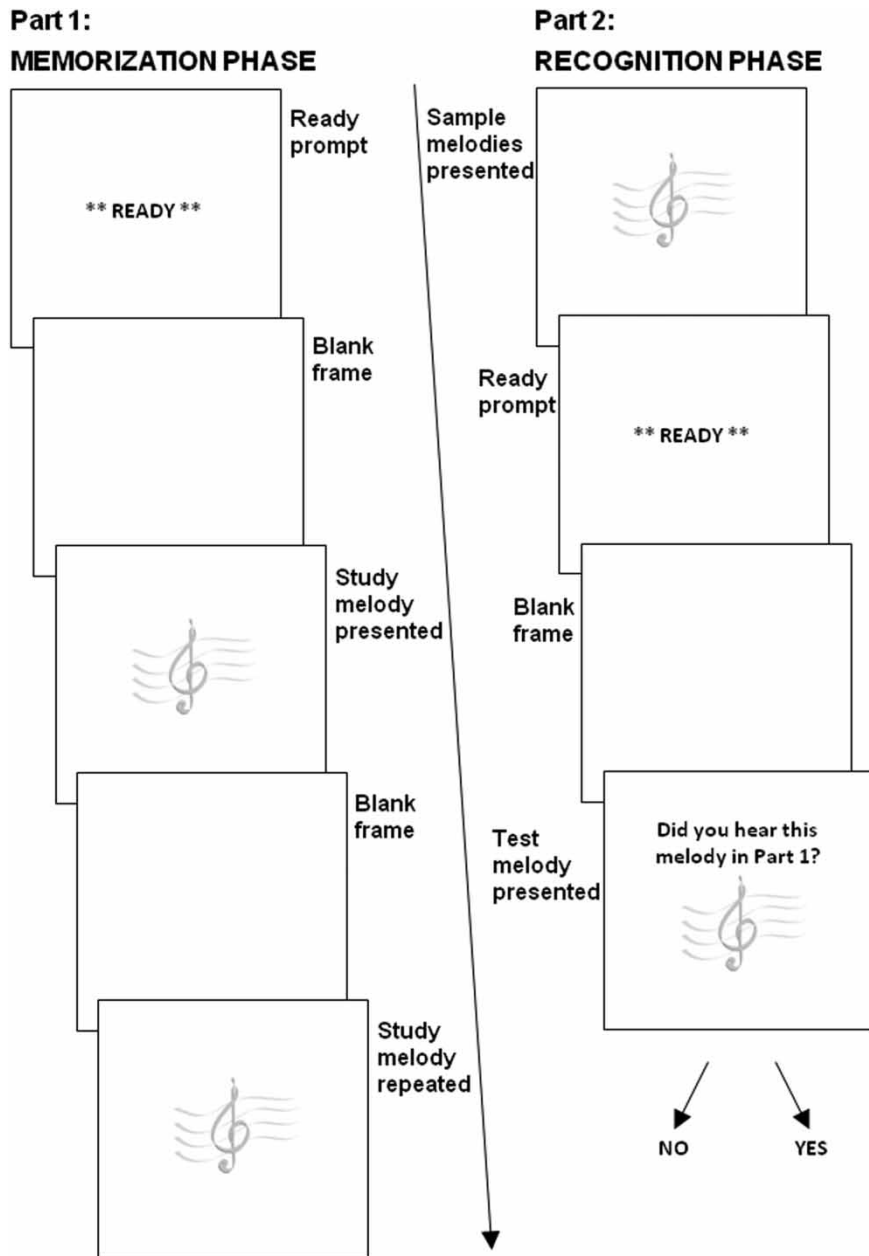 Part 1:
MEMORIZATION PHASE
Ready
prompt
** READY **
Blank
frame
Study
melody
presented
Blank
frame
Study
melody
repeated
Part 2:
RECOGNITION PHASE
Sample
melodies
presented
Ready
prompt
** READY **
Blank
frame
Test
melody
presented
Did you hear this
melody in Part 1?
NO
YES